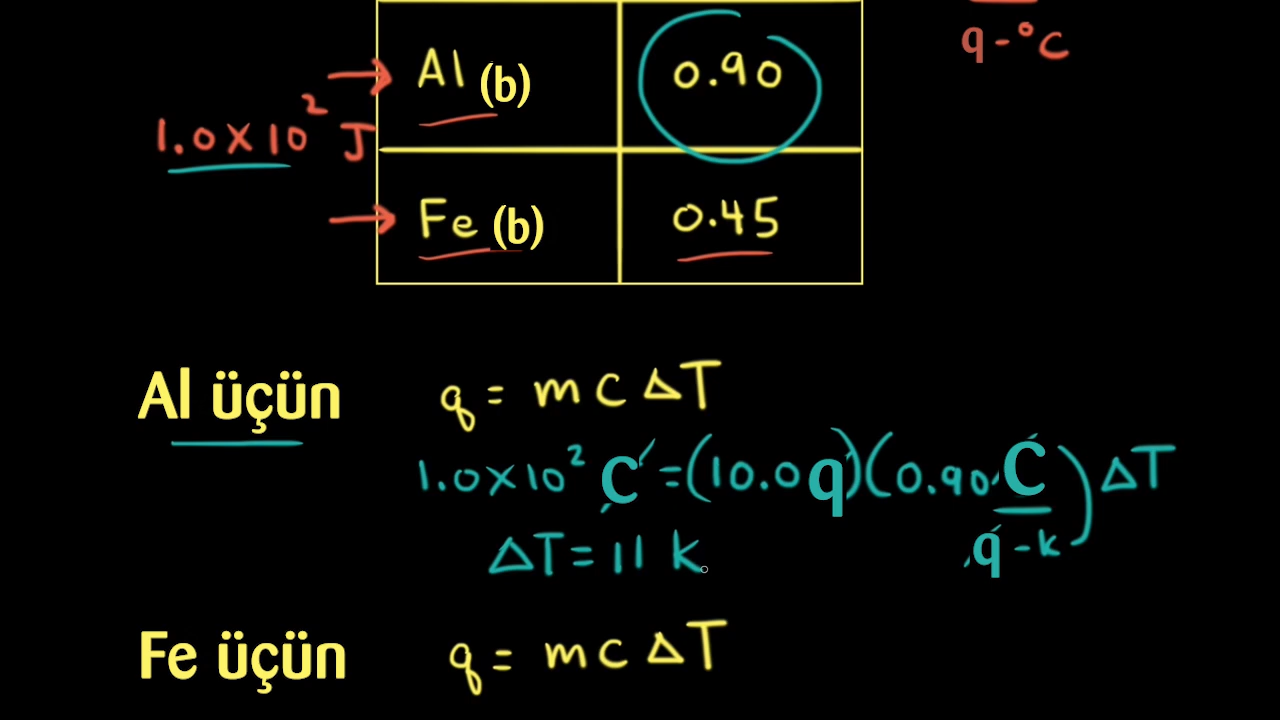 q-°C
Al (b) 0.90
1.0X10² J
Fe (b) 0.45
Al üçün q = mcΔT
1.0X10² C = (10.0 q)(0.90 C/q-k) ΔT
ΔT = 11 k
Fe üçün q = mcΔT